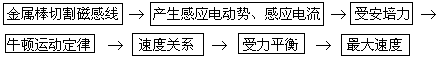 金属棒切割磁感线 → 产生感应电动势、感应电流 → 受安培力 →
牛顿运动定律 → 速度关系 → 受力平衡 → 最大速度